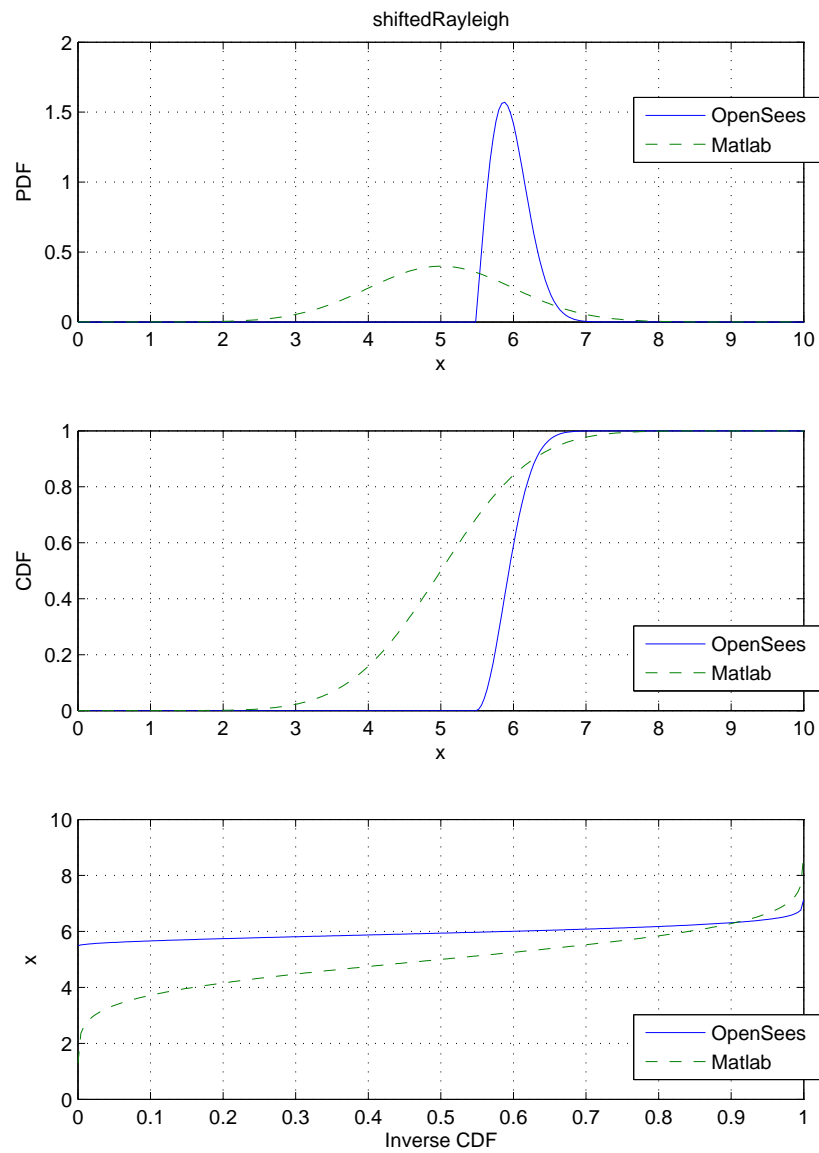 shiftedRayleigh
2
1.5
1
0.5
0
PDF
0 1 2 3 4 5 6 7 8 9 10
x
OpenSees
Matlab
1
0.8
0.6
0.4
0.2
0
CDF
0 1 2 3 4 5 6 7 8 9 10
x
OpenSees
Matlab
10
8
6
4
2
0
x
0 0.1 0.2 0.3 0.4 0.5 0.6 0.7 0.8 0.9 1
Inverse CDF
OpenSees
Matlab